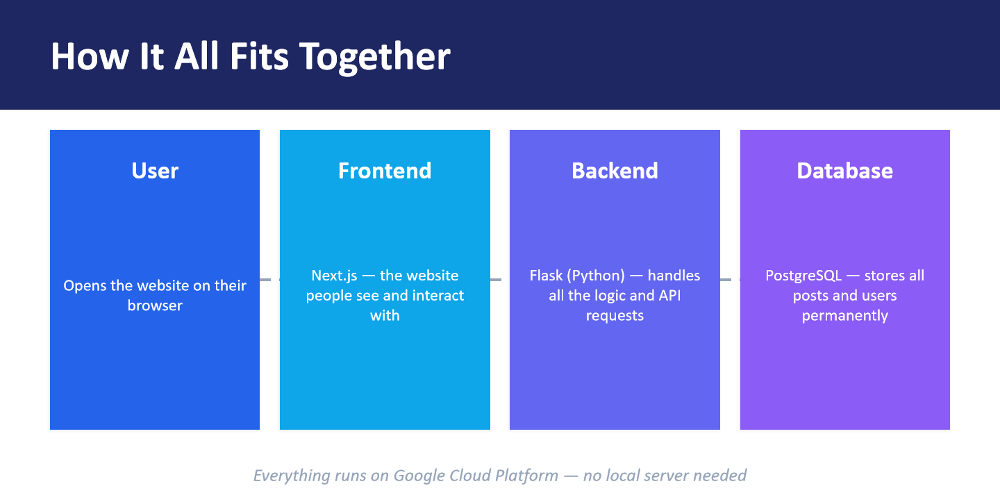 How It All Fits Together
User
Opens the website on their
browser
Frontend
Next.js — the website
people see and interact
with
Backend
Flask (Python) — handles
all the logic and API
requests
Database
PostgreSQL — stores all
posts and users
permanently
Everything runs on Google Cloud Platform — no local server needed